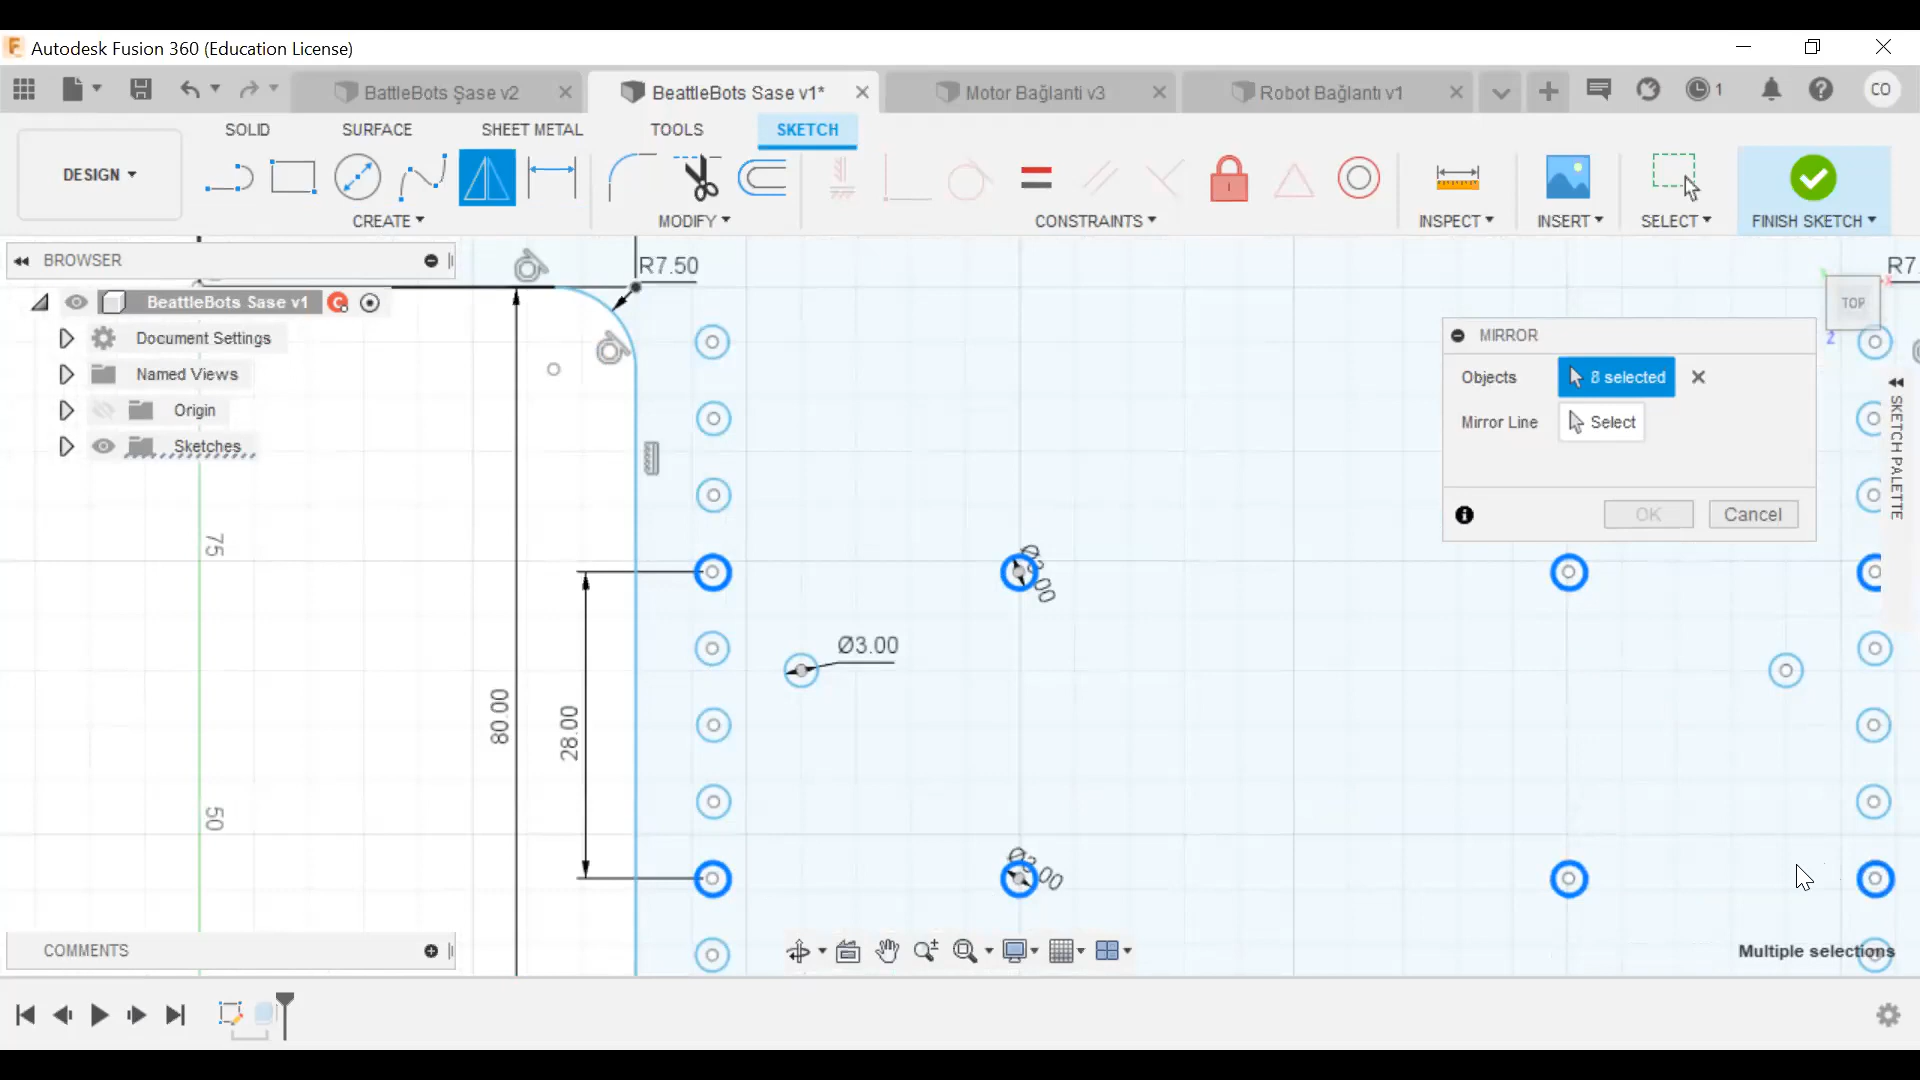 Autodesk Fusion 360 (Education License)
BattleBots Şase v2
BeattleBots Sase v1*
Motor Bağlanti v3
Robot Bağlantı v1
1
CO
DESIGN
SOLID
SURFACE
SHEET METAL
TOOLS
SKETCH
CREATE
MODIFY
CONSTRAINTS
INSPECT
INSERT
SELECT
FINISH SKETCH
BROWSER
BeattleBots Sase v1
Document Settings
Named Views
Origin
Sketches
R7.50
R7
TOP
Z
X
MIRROR
Objects
8 selected
Mirror Line
Select
OK
Cancel
SKETCH PALETTE
75
50
80.00
28.00
Ø3.00
COMMENTS
Multiple selections